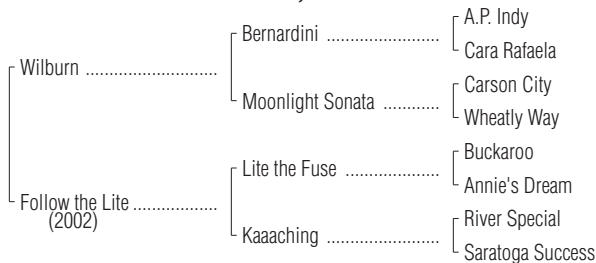 A.P. Indy
Bernardini
Cara Rafaela
Wilburn
Carson City
Moonlight Sonata
Wheatly Way
Buckaroo
Lite the Fuse
Annie's Dream
Follow the Lite
(2002)
River Special
Kaaaching
Saratoga Success